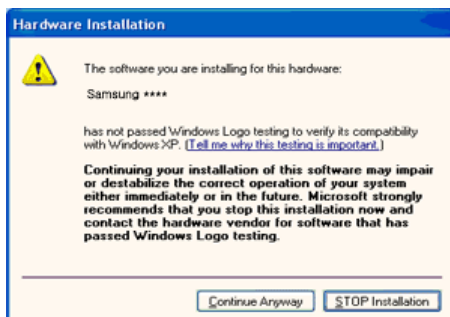 Hardware Installation
The software you are installing for this hardware:
Samsung ****
has not passed Windows Logo testing to verify its compatibility
with Windows XP. (Tell me why this testing is important.)
Continuing your installation of this software may impair
or destabilize the correct operation of your system
either immediately or in the future. Microsoft strongly
recommends that you stop this installation now and
contact the hardware vendor for software that has
passed Windows Logo testing.
Continue Anyway STOP Installation